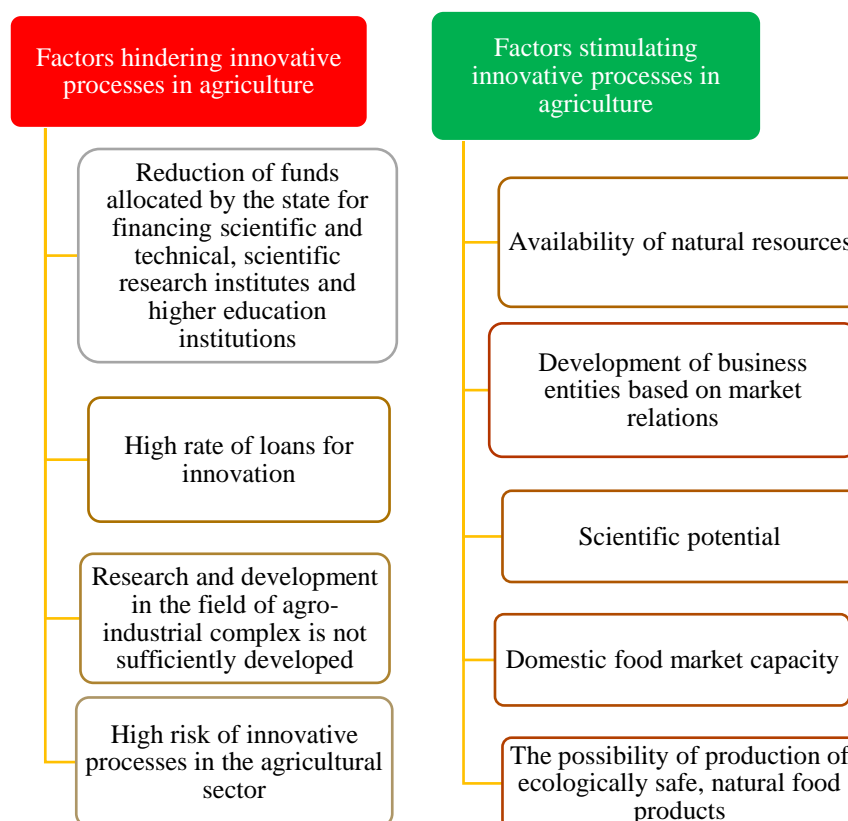 Factors hindering innovative
processes in agriculture
Reduction of funds
allocated by the state for
financing scientific and
technical, scientific
research institutes and
higher education
institutions
High rate of loans for
innovation
Research and development
in the field of agro-
industrial complex is not
sufficiently developed
High risk of innovative
processes in the agricultural
sector
Factors stimulating
innovative processes in
agriculture
Availability of natural resources
Development of business
entities based on market
relations
Scientific potential
Domestic food market capacity
The possibility of production of
ecologically safe, natural food
products